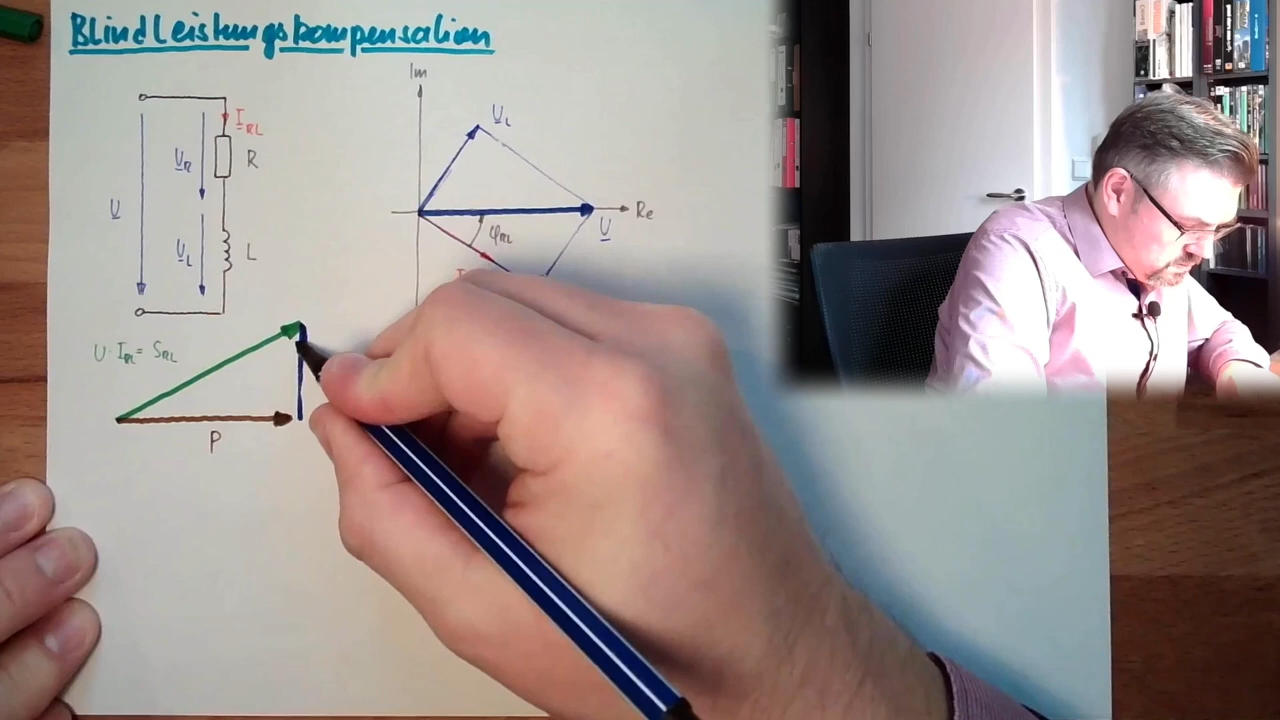 Blindleistungskompensation
Im
I_RL
U_L
U_R
R
U
Re
U
φ_RL
U_L
L
I
U·I_RL = S_RL
P